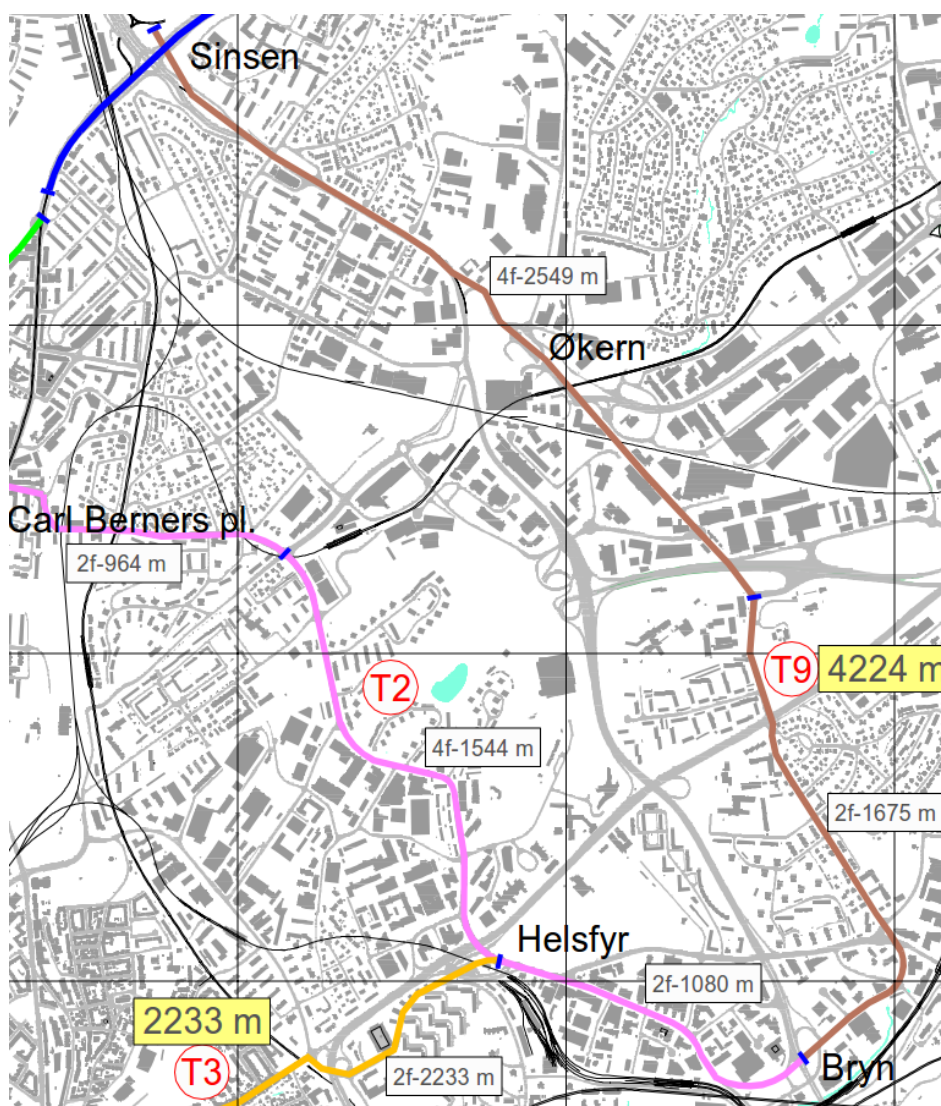 Sinsen
4f-2549 m
Økern
Carl Berners pl.
2f-964 m
T2
T9
4224 m
4f-1544 m
2f-1675 m
Helsfyr
2f-1080 m
2233 m
T3
2f-2233 m
Bryn